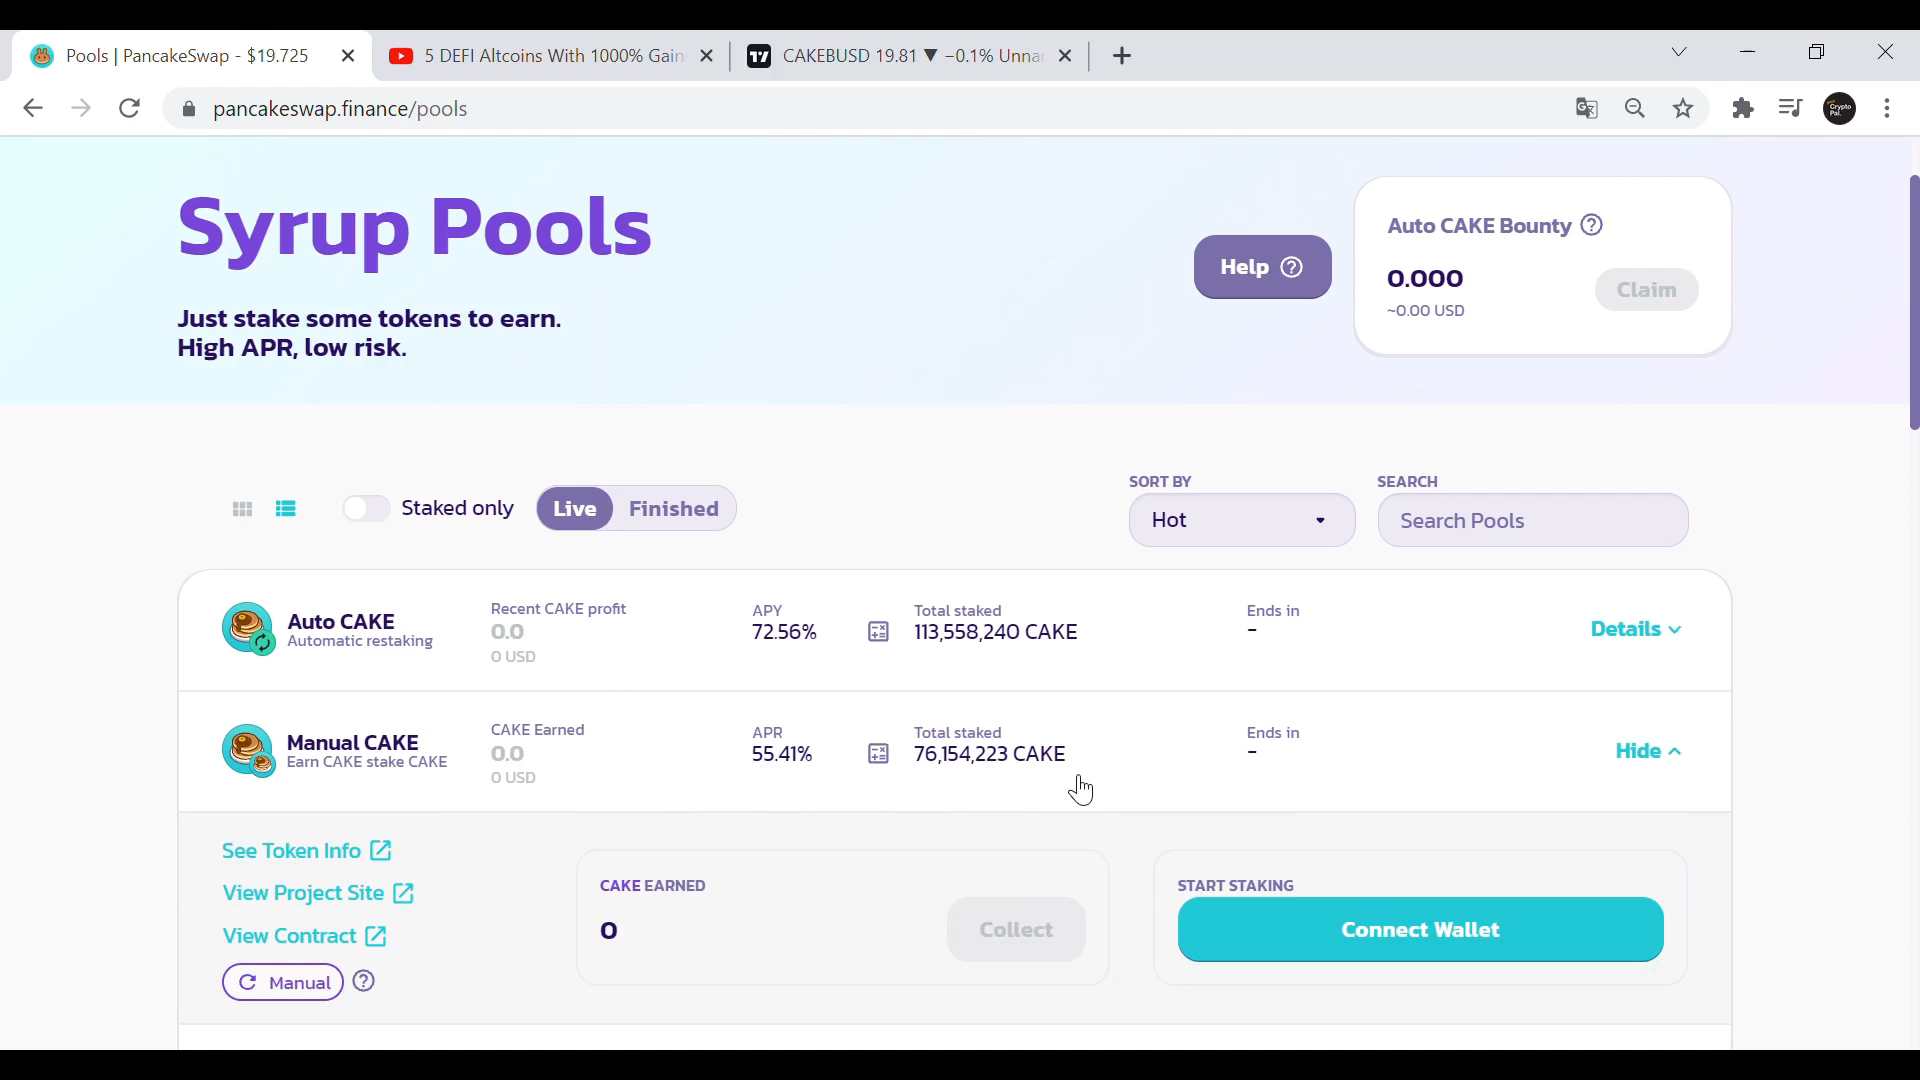 Pools | PancakeSwap - $19.725
5 DEFI Altcoins With 1000% Gain
CAKEBUSD 19.81 ▼ −0.1% Unna
pancakeswap.finance/pools
Crypto
Pal.
Syrup Pools
Just stake some tokens to earn.
High APR, low risk.
Help
Auto CAKE Bounty
0.000
~0.00 USD
Claim
Staked only
Live
Finished
SORT BY
Hot
SEARCH
Search Pools
Auto CAKE
Automatic restaking
Recent CAKE profit
0.0
0 USD
APY
72.56%
Total staked
113,558,240 CAKE
Ends in
-
Details
Manual CAKE
Earn CAKE stake CAKE
CAKE Earned
0.0
0 USD
APR
55.41%
Total staked
76,154,223 CAKE
Ends in
-
Hide
See Token Info
View Project Site
View Contract
Manual
CAKE EARNED
0
Collect
START STAKING
Connect Wallet